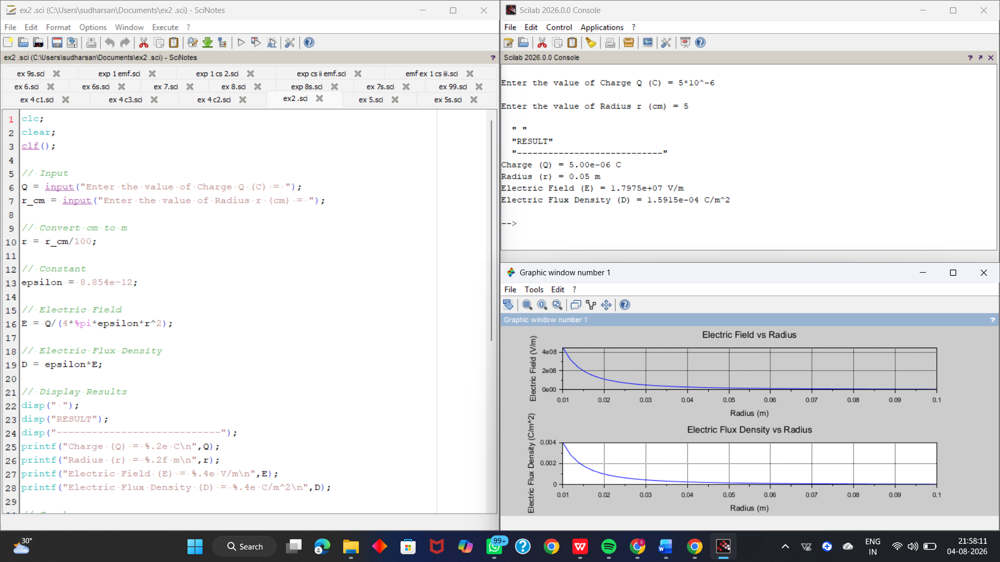 ex2 .sci (C:\Users\sudharsan\Documents\ex2 .sci) - SciNotes
File Edit Format Options Window Execute ?
ex2 .sci (C:\Users\sudharsan\Documents\ex2 .sci) - SciNotes ?
ex 9s.sci exp 1 emf.sci exp 1 cs 2.sci exp cs ii emf.sci emf ex 1 cs iii.sci
ex 6.sci ex 6s.sci ex 7.sci ex 8.sci exp 8s.sci ex 7s.sci ex 99.sci
ex 4 c1.sci ex 4 c3.sci ex 4 c2.sci ex2 .sci ex 5.sci ex 5s.sci
1 clc;
2 clear;
3 clf();
4
5 // Input
6 Q = input("Enter the value of Charge Q (C) = ");
7 r_cm = input("Enter the value of Radius r (cm) = ");
8
9 // Convert cm to m
10 r = r_cm/100;
11
12 // Constant
13 epsilon = 8.854e-12;
14
15 // Electric Field
16 E = Q/(4*%pi*epsilon*r^2);
17
18 // Electric Flux Density
19 D = epsilon*E;
20
21 // Display Results
22 disp(" ");
23 disp("RESULT");
24 disp("----------------------------");
25 printf("Charge (Q) = %.2e C\n",Q);
26 printf("Radius (r) = %.2f m\n",r);
27 printf("Electric Field (E) = %.4e V/m\n",E);
28 printf("Electric Flux Density (D) = %.4e C/m^2\n",D);
29
Scilab 2026.0.0 Console
File Edit Control Applications ?
Scilab 2026.0.0 Console ?
Enter the value of Charge Q (C) = 5*10^-6
Enter the value of Radius r (cm) = 5
" "
"RESULT"
"----------------------------"
Charge (Q) = 5.00e-06 C
Radius (r) = 0.05 m
Electric Field (E) = 1.7975e+07 V/m
Electric Flux Density (D) = 1.5915e-04 C/m^2
-->
Graphic window number 1
File Tools Edit ?
Graphic window number 1 ?
Electric Field vs Radius
Electric Field (V/m)
4e08
2e08
0e00
0.01 0.02 0.03 0.04 0.05 0.06 0.07 0.08 0.09 0.1
Radius (m)
Electric Flux Density vs Radius
Electric Flux Density (C/m^2)
0.004
0.002
0
0.01 0.02 0.03 0.04 0.05 0.06 0.07 0.08 0.09 0.1
Radius (m)
30°
Search
99+
ENG
IN
21:58:11
04-08-2026